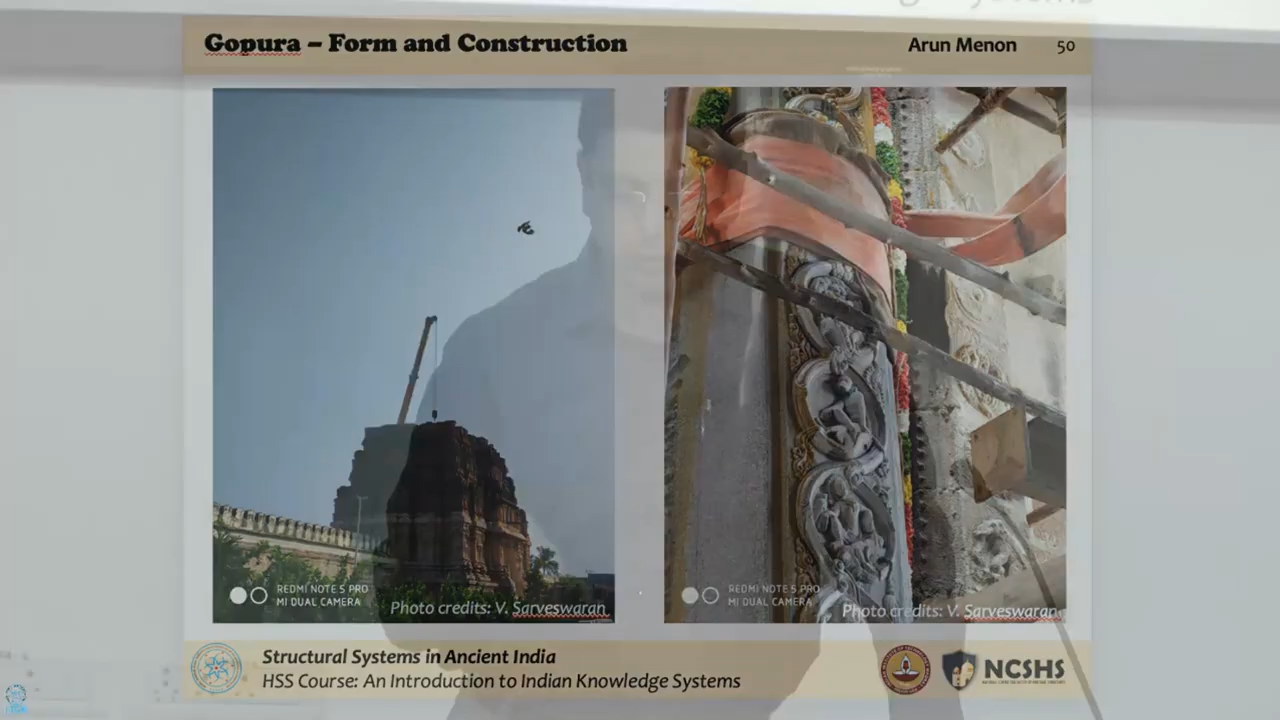 Gopura – Form and Construction
Arun Menon 50
REDMI NOTE 5 PRO
MI DUAL CAMERA
Photo credits: V. Sarveswaran
REDMI NOTE 5 PRO
MI DUAL CAMERA
Photo credits: V. Sarveswaran
Structural Systems in Ancient India
HSS Course: An Introduction to Indian Knowledge Systems
NCSHS